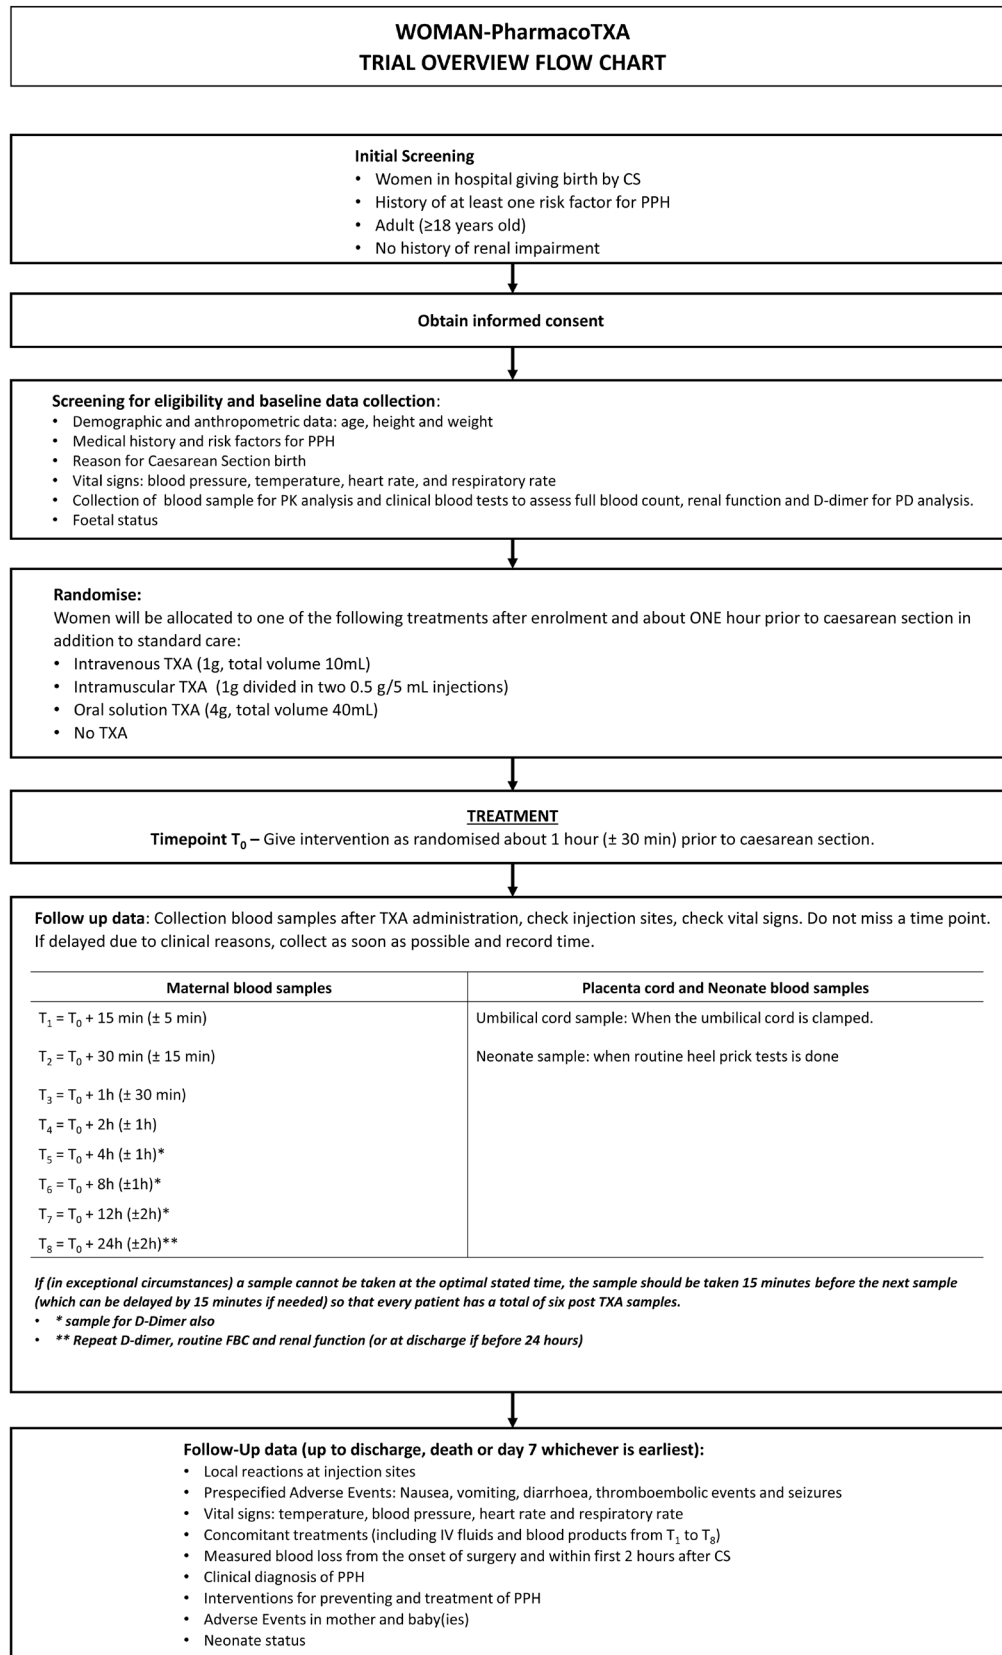 WOMAN-PharmacoTXA
TRIAL OVERVIEW FLOW CHART
Initial Screening
• Women in hospital giving birth by CS
• History of at least one risk factor for PPH
• Adult (≥18 years old)
• No history of renal impairment
Obtain informed consent
Screening for eligibility and baseline data collection:
• Demographic and anthropometric data: age, height and weight
• Medical history and risk factors for PPH
• Reason for Caesarean Section birth
• Vital signs: blood pressure, temperature, heart rate, and respiratory rate
• Collection of blood sample for PK analysis and clinical blood tests to assess full blood count, renal function and D-dimer for PD analysis.
• Foetal status
Randomise:
Women will be allocated to one of the following treatments after enrolment and about ONE hour prior to caesarean section in
addition to standard care:
• Intravenous TXA (1g, total volume 10mL)
• Intramuscular TXA (1g divided in two 0.5 g/5 mL injections)
• Oral solution TXA (4g, total volume 40mL)
• No TXA
TREATMENT
Timepoint T0 – Give intervention as randomised about 1 hour (± 30 min) prior to caesarean section.
Follow up data: Collection blood samples after TXA administration, check injection sites, check vital signs. Do not miss a time point.
If delayed due to clinical reasons, collect as soon as possible and record time.
Maternal blood samples
T1 = T0 + 15 min (± 5 min)
T2 = T0 + 30 min (± 15 min)
T3 = T0 + 1h (± 30 min)
T4 = T0 + 2h (± 1h)
T5 = T0 + 4h (± 1h)*
T6 = T0 + 8h (±1h)*
T7 = T0 + 12h (±2h)*
T8 = T0 + 24h (±2h)**
Placenta cord and Neonate blood samples
Umbilical cord sample: When the umbilical cord is clamped.
Neonate sample: when routine heel prick tests is done
If (in exceptional circumstances) a sample cannot be taken at the optimal stated time, the sample should be taken 15 minutes before the next sample
(which can be delayed by 15 minutes if needed) so that every patient has a total of six post TXA samples.
• * sample for D-Dimer also
• ** Repeat D-dimer, routine FBC and renal function (or at discharge if before 24 hours)
Follow-Up data (up to discharge, death or day 7 whichever is earliest):
• Local reactions at injection sites
• Prespecified Adverse Events: Nausea, vomiting, diarrhoea, thromboembolic events and seizures
• Vital signs: temperature, blood pressure, heart rate and respiratory rate
• Concomitant treatments (including IV fluids and blood products from T1 to T8)
• Measured blood loss from the onset of surgery and within first 2 hours after CS
• Clinical diagnosis of PPH
• Interventions for preventing and treatment of PPH
• Adverse Events in mother and baby(ies)
• Neonate status